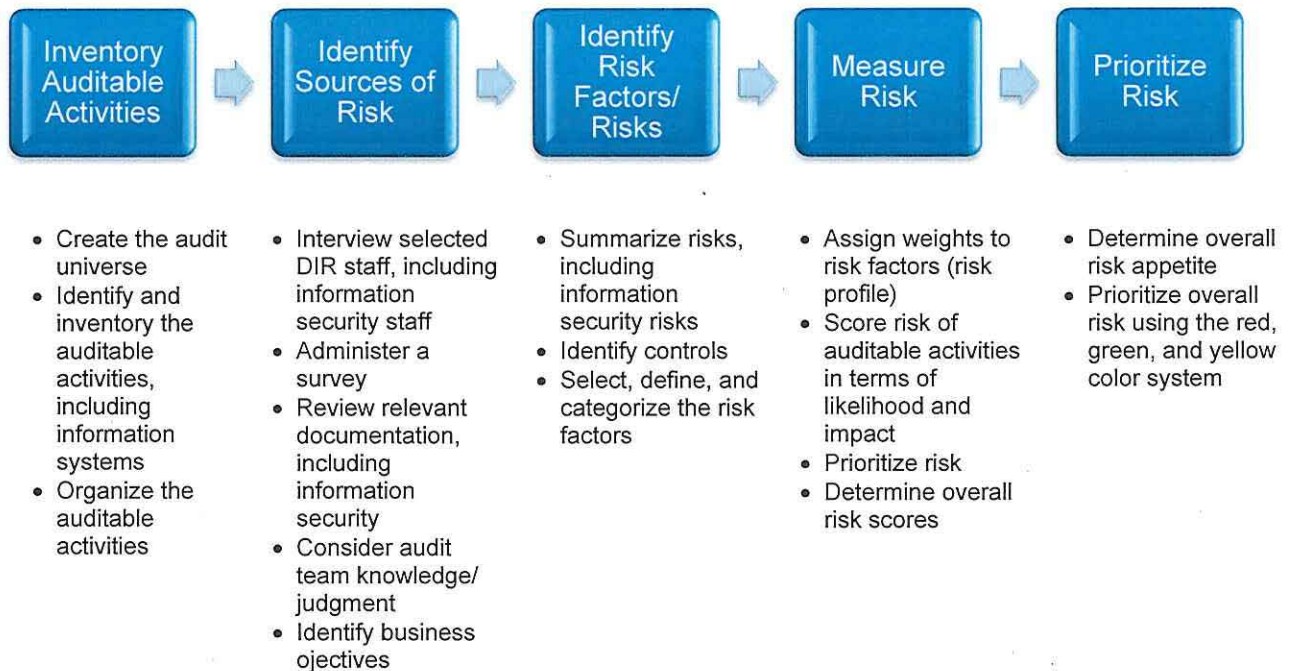 Inventory
Auditable
Activities
Identify
Sources of
Risk
Identify
Risk
Factors/
Risks
Measure
Risk
Prioritize
Risk
• Create the audit
universe
• Identify and
inventory the
auditable
activities,
including
information
systems
• Organize the
auditable
activities
• Interview selected
DIR staff, including
information
security staff
• Administer a
survey
• Review relevant
documentation,
including
information
security
• Consider audit
team knowledge/
judgment
• Identify business
ojectives
• Summarize risks,
including
information
security risks
• Identify controls
• Select, define, and
categorize the risk
factors
• Assign weights to
risk factors (risk
profile)
• Score risk of
auditable activities
in terms of
likelihood and
impact
• Prioritize risk
• Determine overall
risk scores
• Determine overall
risk appetite
• Prioritize overall
risk using the red,
green, and yellow
color system